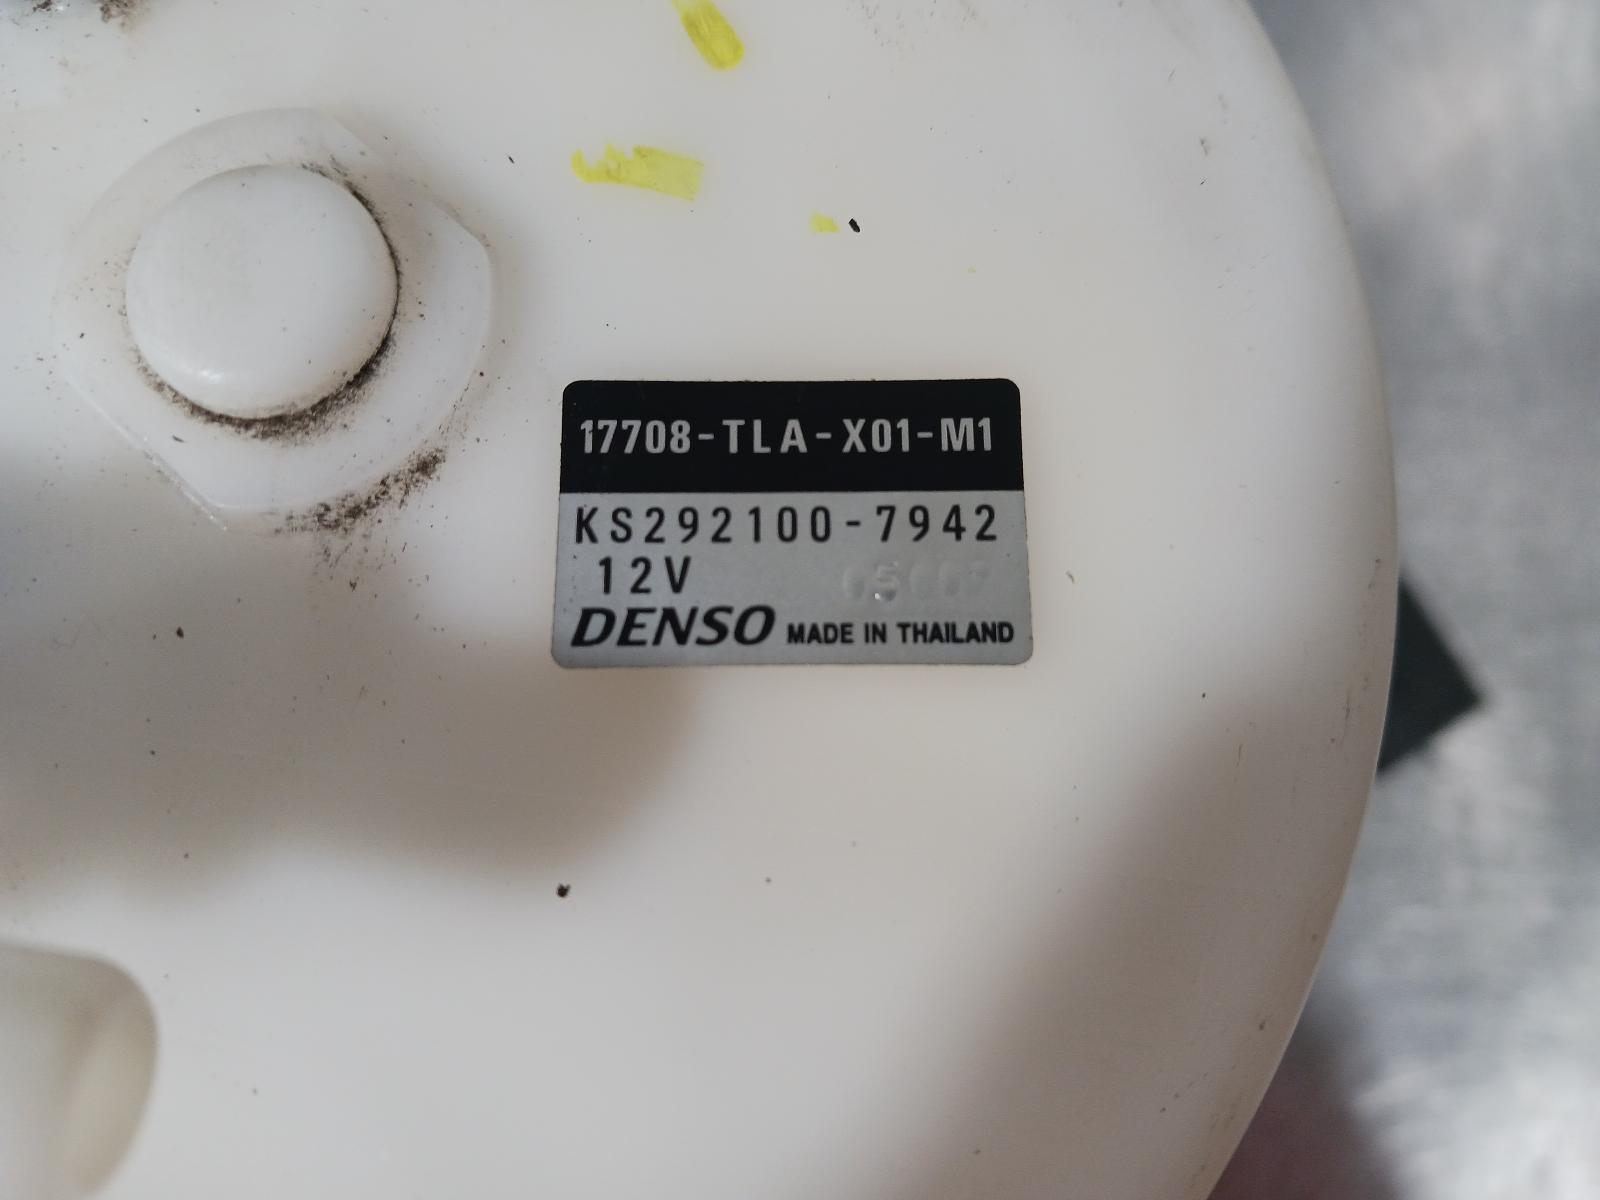 17708-TLA-X01-M1
KS292100-7942
12V
DENSO MADE IN THAILAND